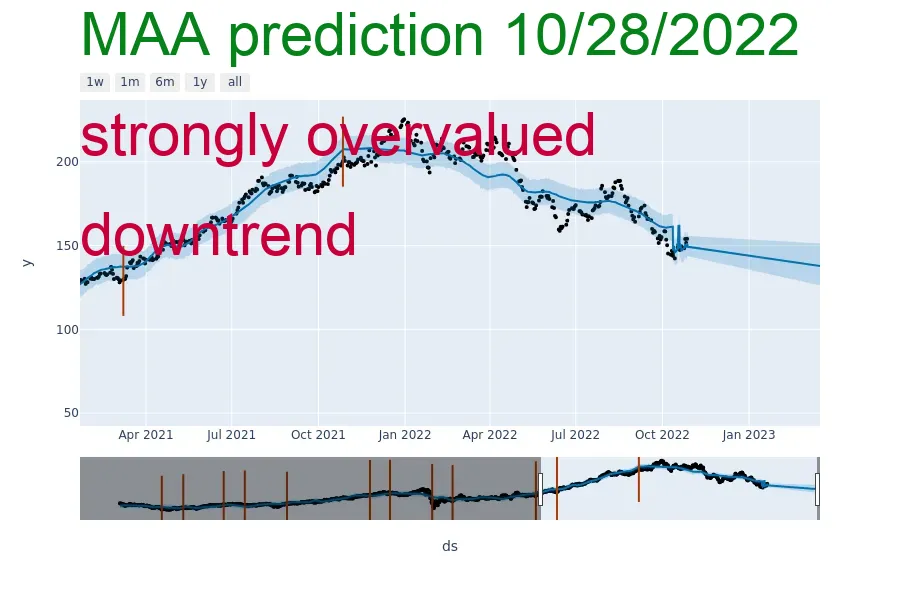 MAA prediction 10/28/2022
1w 1m 6m 1y all
strongly overvalued
200
downtrend
150
y
100
50
Apr 2021 Jul 2021 Oct 2021 Jan 2022 Apr 2022 Jul 2022 Oct 2022 Jan 2023
ds